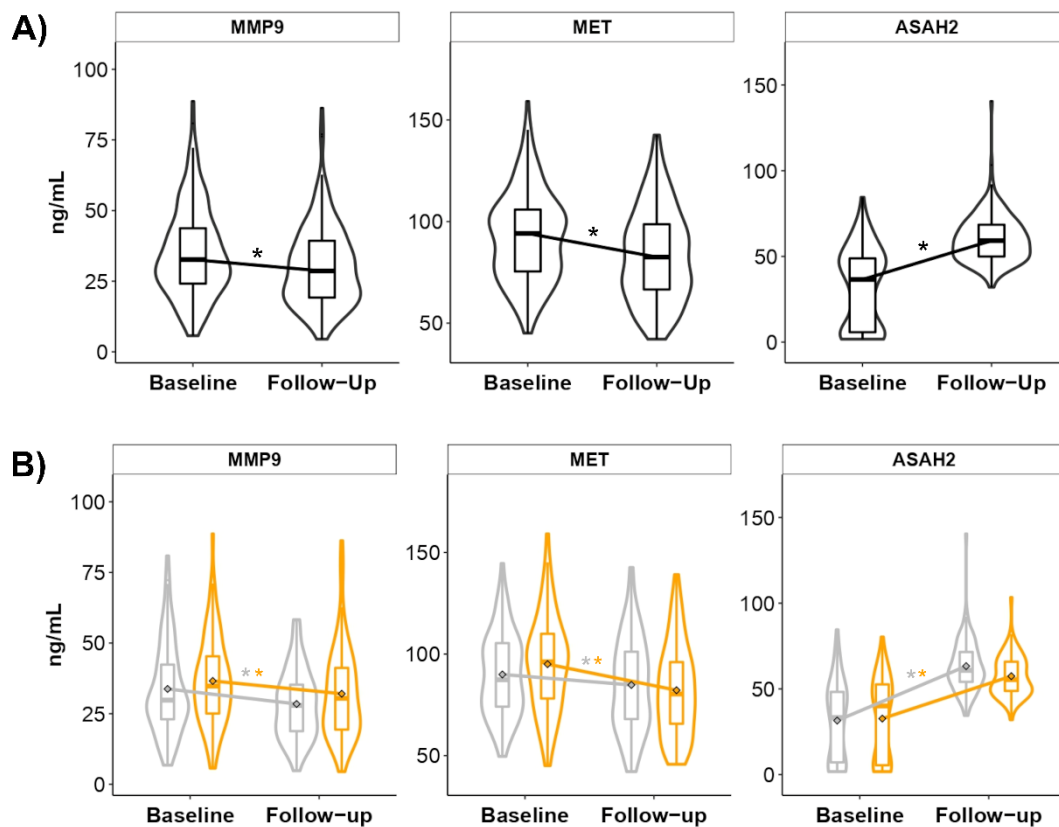 A)
MMP9 MET ASAH2
ng/mL
100
75
50
25
0
150
100
50
150
100
50
0
* * *
Baseline Follow−Up Baseline Follow−Up Baseline Follow−Up
B)
MMP9 MET ASAH2
ng/mL
100
75
50
25
0
150
100
50
150
100
50
0
** ** **
Baseline Follow−up Baseline Follow−up Baseline Follow−up